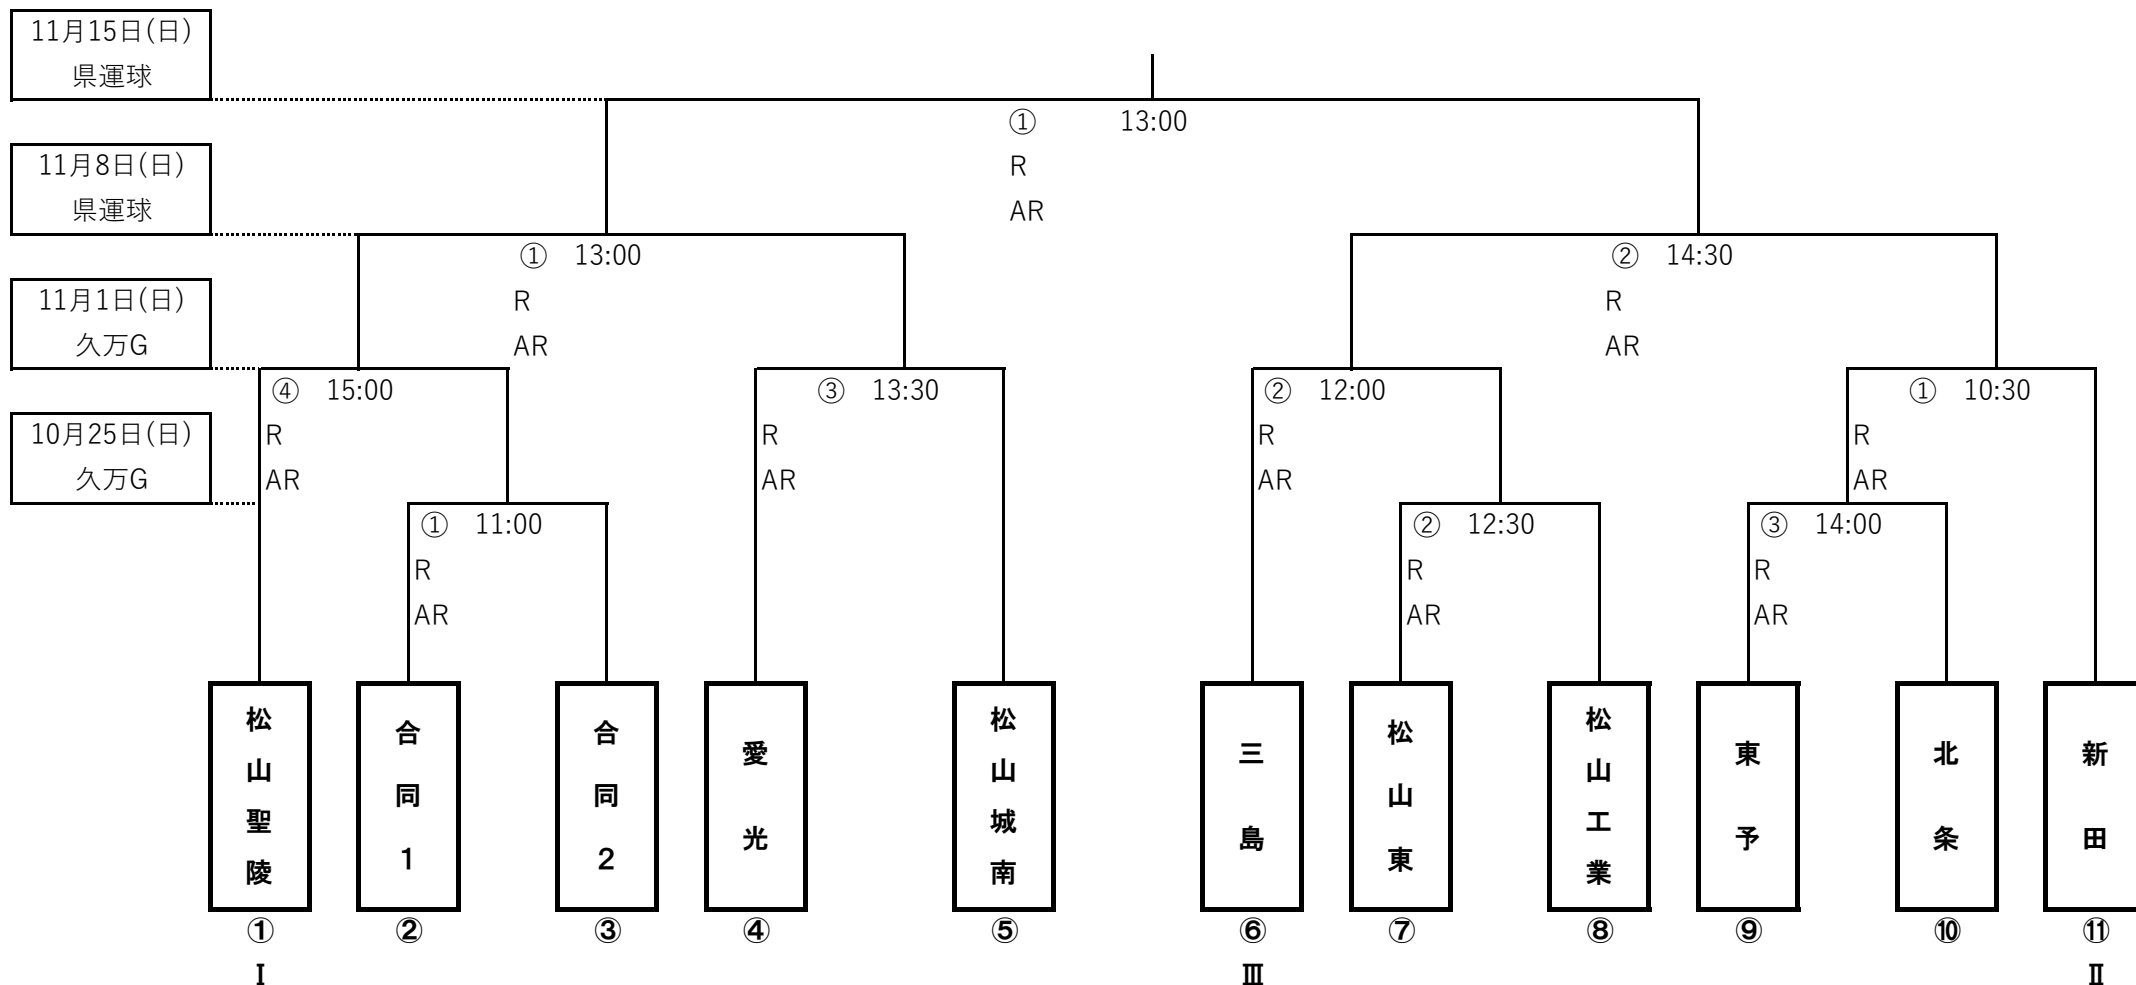 11月15日(日)
県運球
① 13:00
R
AR
11月8日(日)
県運球
① 13:00
R
AR
② 14:30
R
AR
11月1日(日)
久万G
④ 15:00
R
AR
③ 13:30
R
AR
② 12:00
R
AR
① 10:30
R
AR
10月25日(日)
久万G
① 11:00
R
AR
② 12:30
R
AR
③ 14:00
R
AR
松山聖陵
合同1
合同2
愛光
松山城南
三島
松山東
松山工業
東予
北条
新田
① ② ③ ④ ⑤ ⑥ ⑦ ⑧ ⑨ ⑩ ⑪
Ⅰ Ⅲ Ⅱ